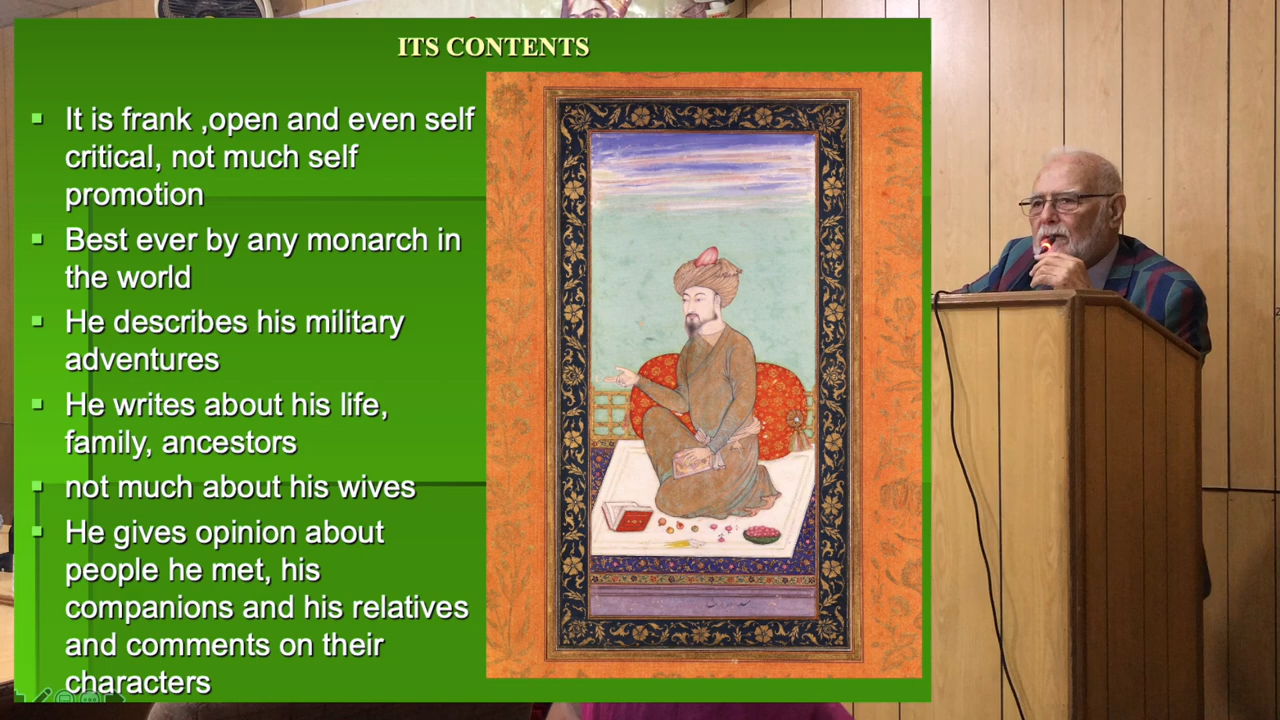 ITS CONTENTS
It is frank ,open and even self
critical, not much self
promotion
Best ever by any monarch in
the world
He describes his military
adventures
He writes about his life,
family, ancestors
not much about his wives
He gives opinion about
people he met, his
companions and his relatives
and comments on their
characters